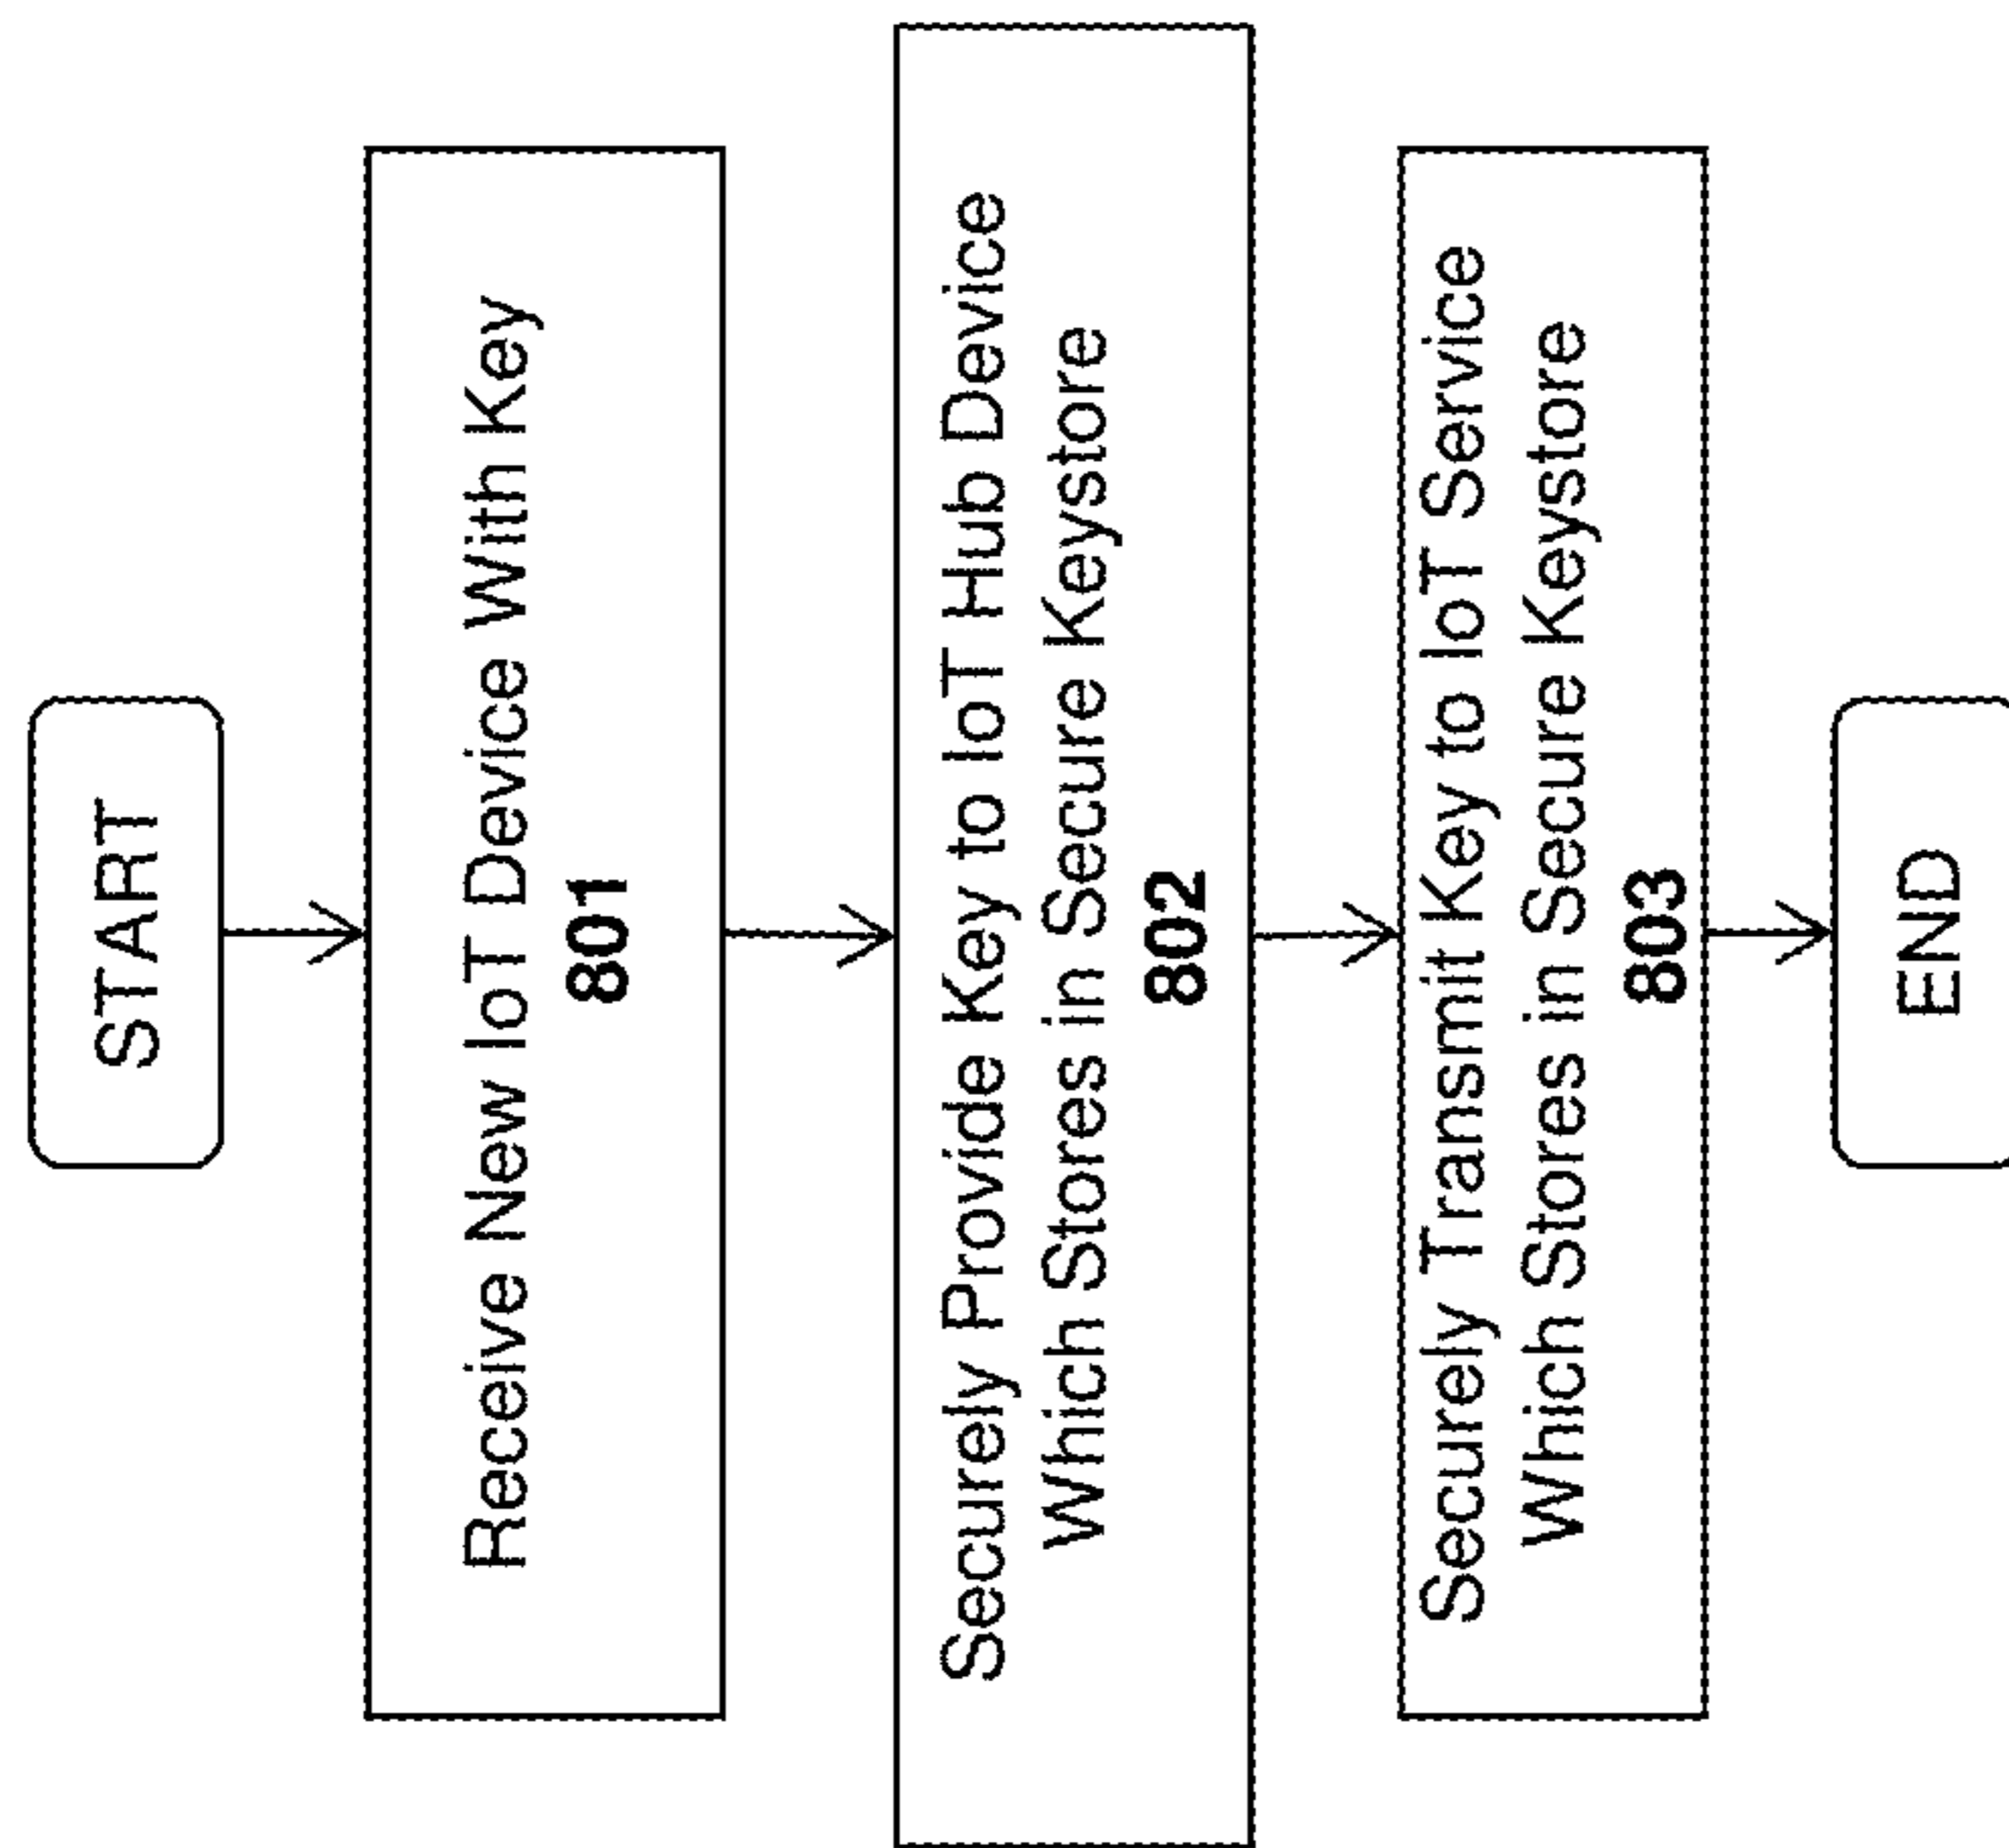 START
Receive New IoT Device With Key
801
Securely Provide Key to IoT Hub Device
Which Stores in Secure Keystore
802
Securely Transmit Key to IoT Service
Which Stores in Secure Keystore
803
END